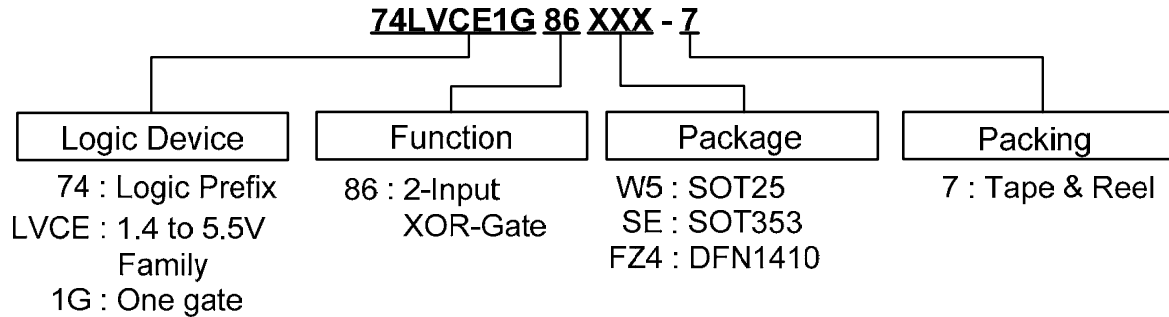 74LVCE1G 86 XXX - 7
Logic Device
Function
Package
Packing
74 : Logic Prefix
LVCE : 1.4 to 5.5V
Family
1G : One gate
86 : 2-Input
XOR-Gate
W5 : SOT25
SE : SOT353
FZ4 : DFN1410
7 : Tape & Reel